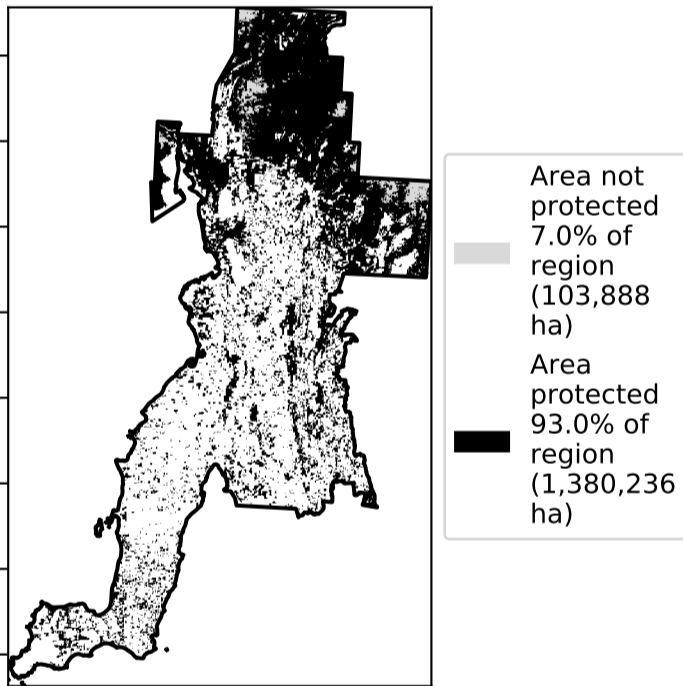 Area not
protected
7.0% of
region
(103,888
ha)
Area
protected
93.0% of
region
(1,380,236
ha)